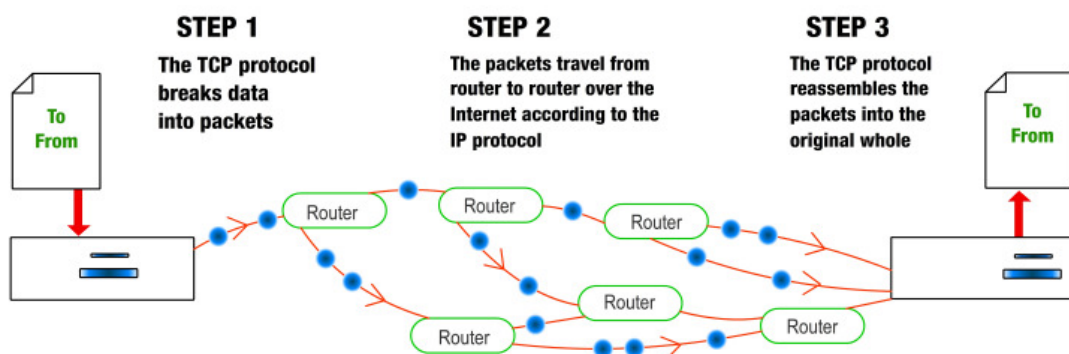 STEP 1
The TCP protocol
breaks data
into packets
STEP 2
The packets travel from
router to router over the
Internet according to the
IP protocol
STEP 3
The TCP protocol
reassembles the
packets into the
original whole
To
From
To
From
Router
Router
Router
Router
Router
Router